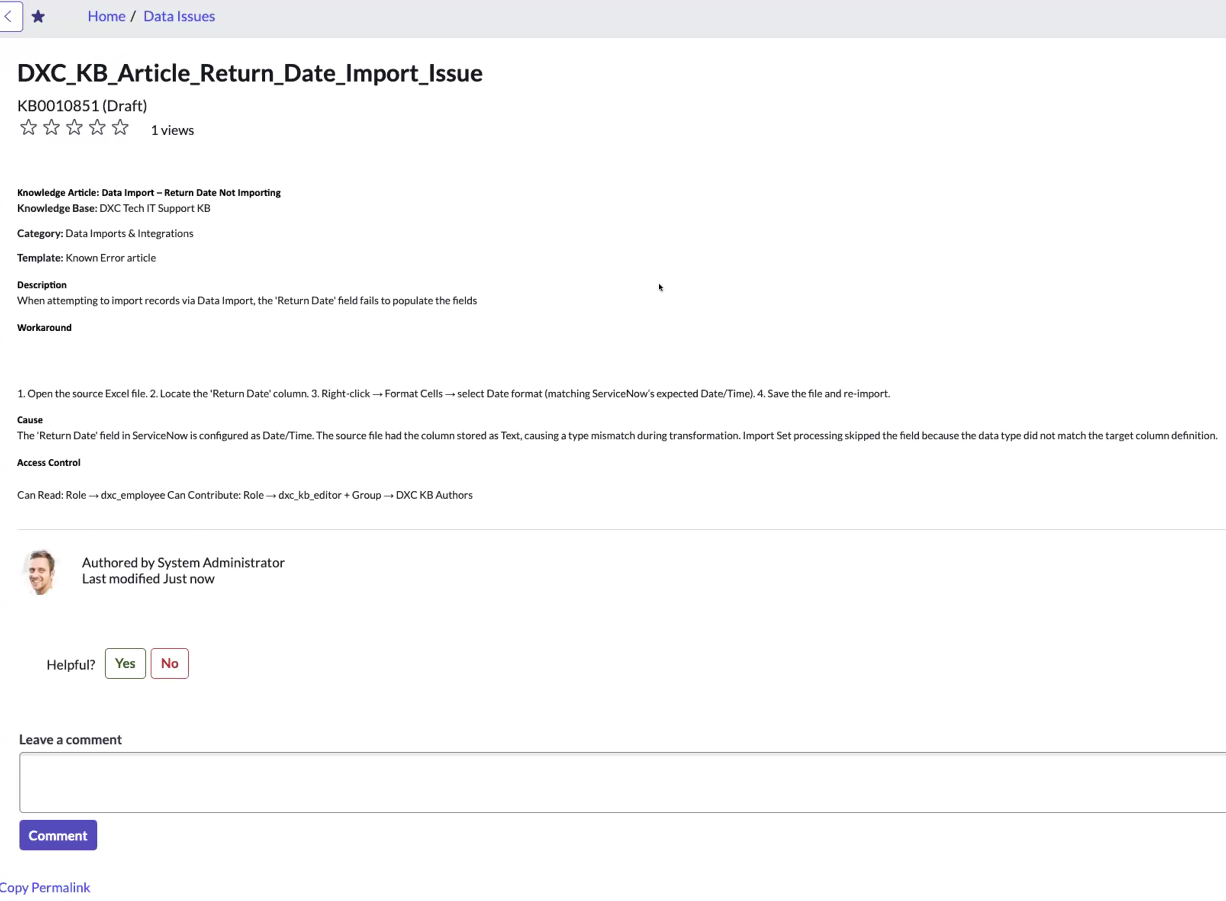 Home / Data Issues
DXC_KB_Article_Return_Date_Import_Issue
KB0010851 (Draft)
1 views
Knowledge Article: Data Import – Return Date Not Importing
Knowledge Base: DXC Tech IT Support KB
Category: Data Imports & Integrations
Template: Known Error article
Description
When attempting to import records via Data Import, the 'Return Date' field fails to populate the fields
Workaround
1. Open the source Excel file. 2. Locate the 'Return Date' column. 3. Right-click → Format Cells → select Date format (matching ServiceNow's expected Date/Time). 4. Save the file and re-import.
Cause
The 'Return Date' field in ServiceNow is configured as Date/Time. The source file had the column stored as Text, causing a type mismatch during transformation. Import Set processing skipped the field because the data type did not match the target column definition.
Access Control
Can Read: Role → dxc_employee Can Contribute: Role → dxc_kb_editor + Group → DXC KB Authors
Authored by System Administrator
Last modified Just now
Helpful? Yes No
Leave a comment
Comment
Copy Permalink